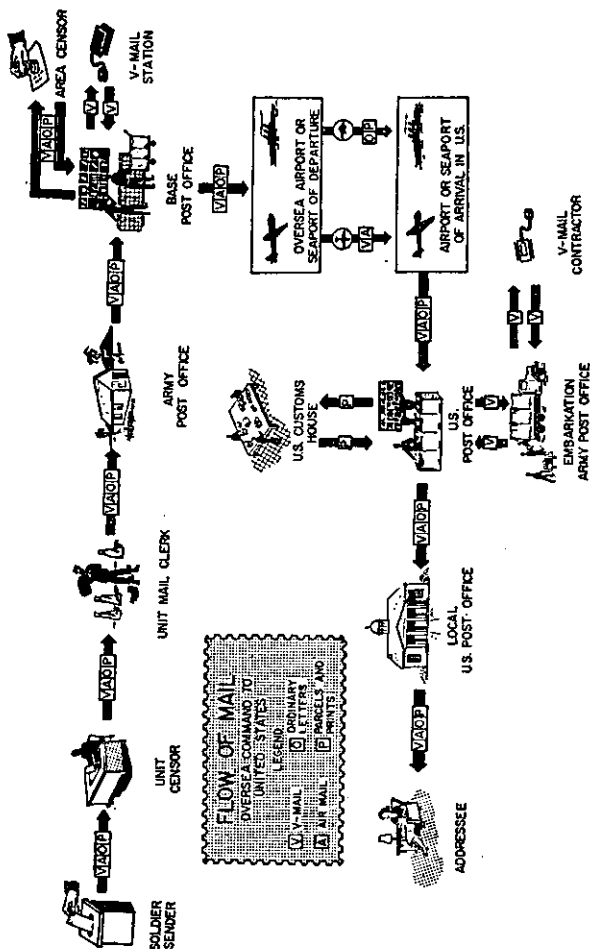 FLOW OF MAIL
OVERSEA COMMAND TO
UNITED STATES
LEGEND
V V-MAIL
A AIR MAIL
O ORDINARY
LETTERS
P PARCELS AND
PRINTS
SOLDIER
SENDER
V A O P
UNIT
CENSOR
V A O P
UNIT MAIL CLERK
V A O P
ARMY
POST OFFICE
V A O P
BASE
POST OFFICE
V A O P
AREA CENSOR
V
V
V-MAIL
STATION
V A O P
OVERSEA AIRPORT OR
SEAPORT OF DEPARTURE
V A
O P
AIRPORT OR SEAPORT
OF ARRIVAL IN U.S.
V A O P
U.S.
POST OFFICE
P
P
U.S. CUSTOMS
HOUSE
V
V
EMBARKATION
ARMY POST OFFICE
V
V
V-MAIL
CONTRACTOR
V A O P
LOCAL
U.S. POST OFFICE
V A O P
ADDRESSEE